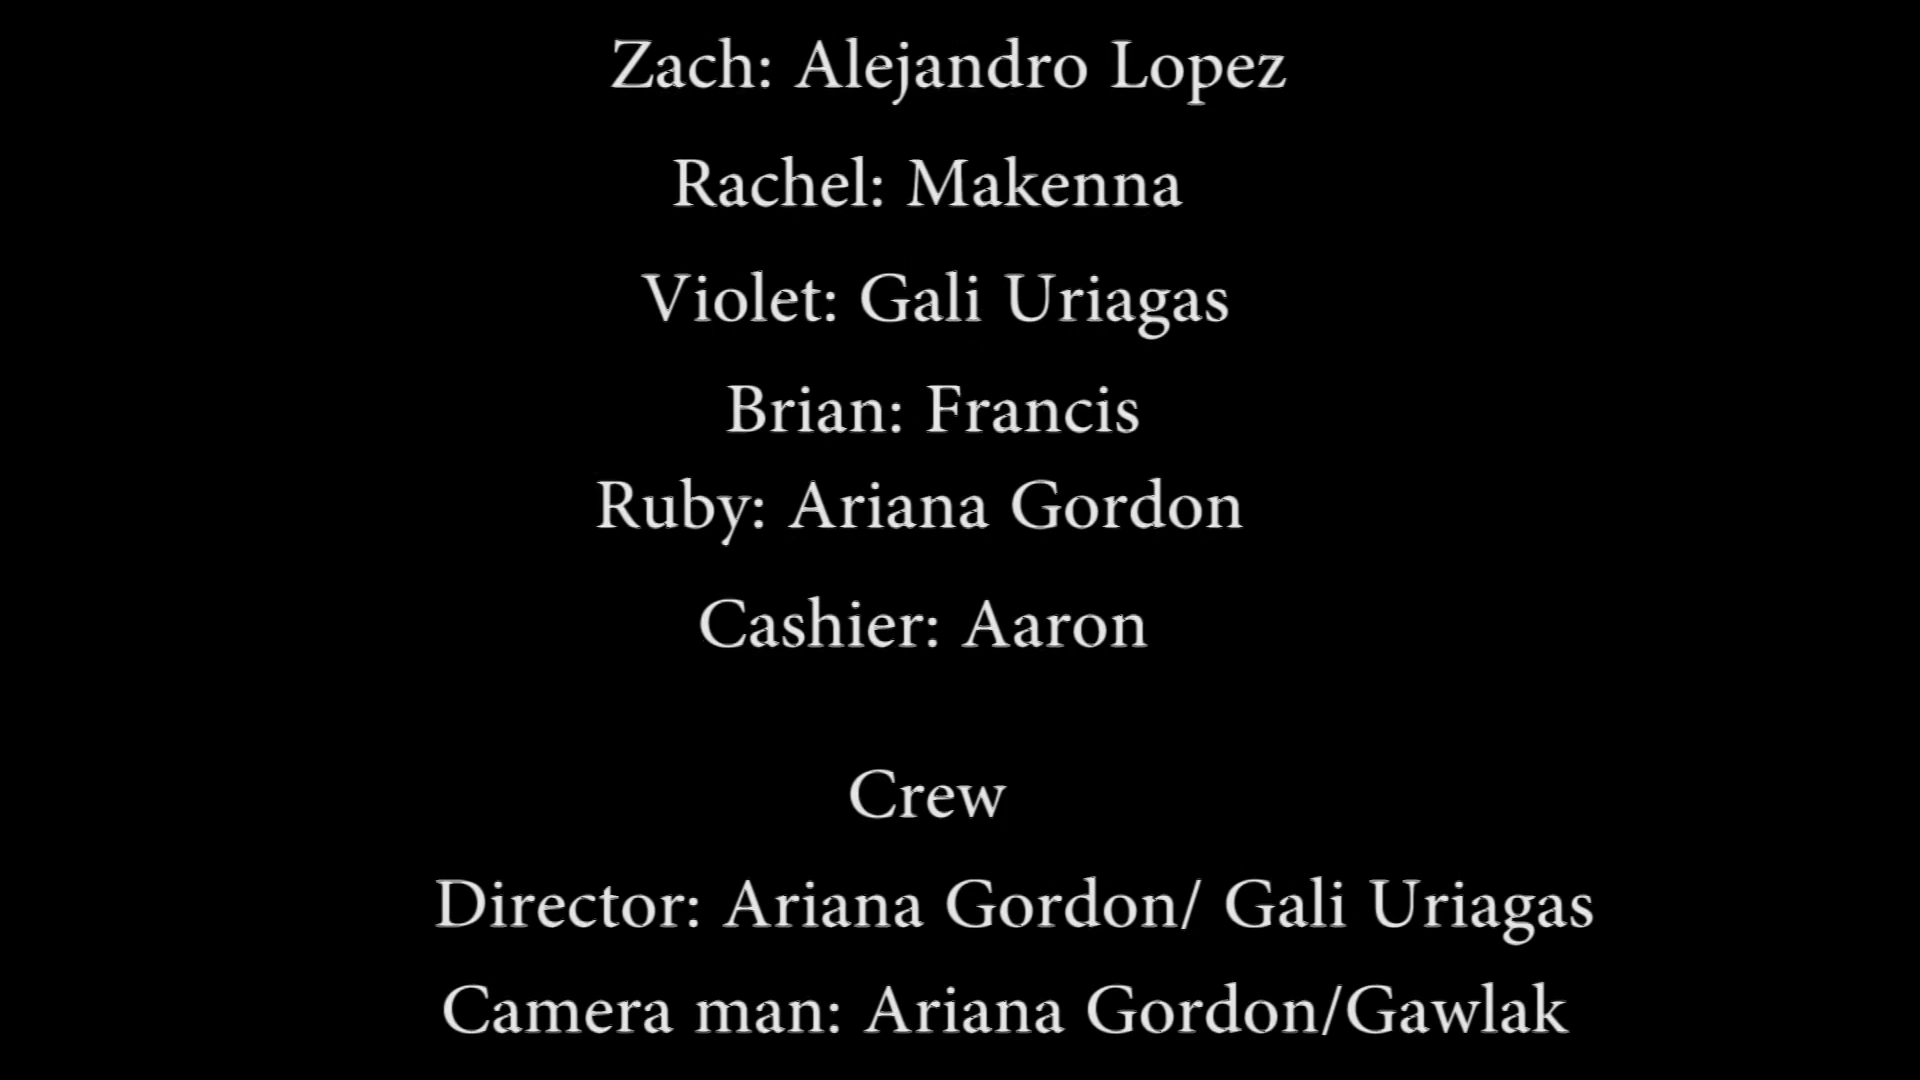 Zach: Alejandro Lopez
Rachel: Makenna
Violet: Gali Uriagas
Brian: Francis
Ruby: Ariana Gordon
Cashier: Aaron
Crew
Director: Ariana Gordon/ Gali Uriagas
Camera man: Ariana Gordon/Gawlak